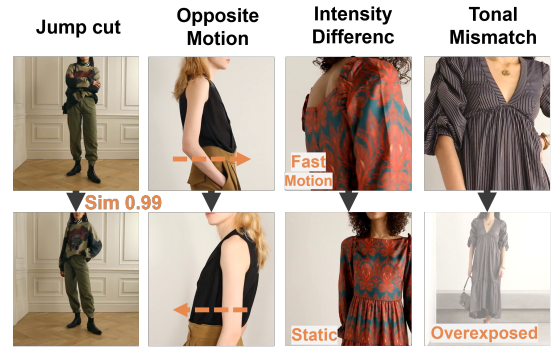 Jump cut
Opposite
Motion
Intensity
Differenc
Tonal
Mismatch
Fast
Motion
Sim 0.99
Static
Overexposed